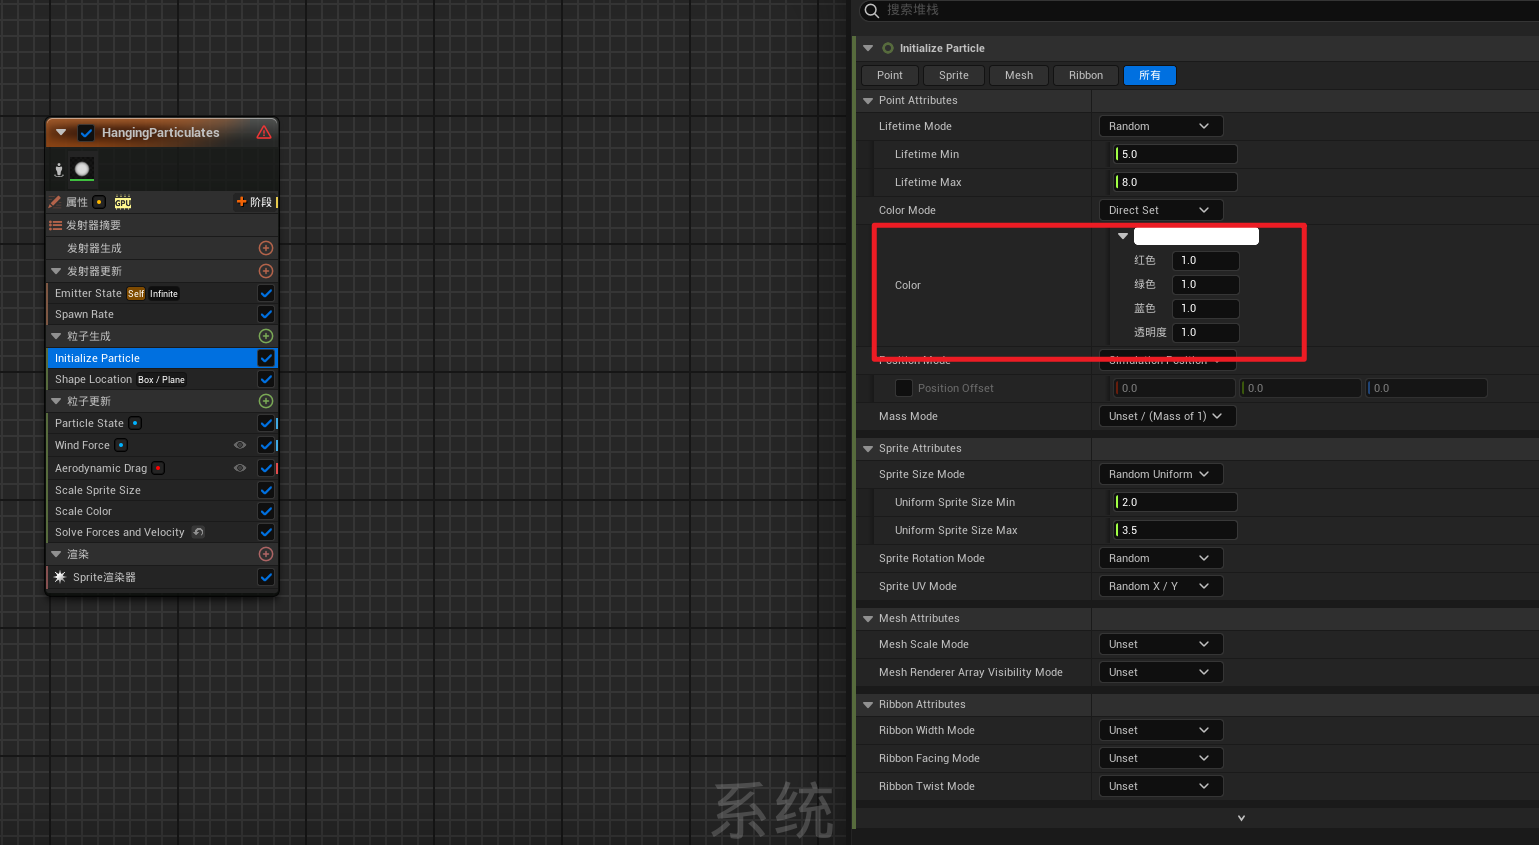 搜索堆栈
Initialize Particle
Point Sprite Mesh Ribbon 所有
Point Attributes
Lifetime Mode Random
Lifetime Min 5.0
Lifetime Max 8.0
Color Mode Direct Set
Color
红色 1.0
绿色 1.0
蓝色 1.0
透明度 1.0
Position Mode Simulation Position
Position Offset 0.0 0.0 0.0
Mass Mode Unset / (Mass of 1)
Sprite Attributes
Sprite Size Mode Random Uniform
Uniform Sprite Size Min 2.0
Uniform Sprite Size Max 3.5
Sprite Rotation Mode Random
Sprite UV Mode Random X / Y
Mesh Attributes
Mesh Scale Mode Unset
Mesh Renderer Array Visibility Mode Unset
Ribbon Attributes
Ribbon Width Mode Unset
Ribbon Facing Mode Unset
Ribbon Twist Mode Unset
HangingParticulates
属性 GPU 阶段
发射器摘要
发射器生成
发射器更新
Emitter State Self Infinite
Spawn Rate
粒子生成
Initialize Particle
Shape Location Box / Plane
粒子更新
Particle State
Wind Force
Aerodynamic Drag
Scale Sprite Size
Scale Color
Solve Forces and Velocity
渲染
Sprite渲染器
系统